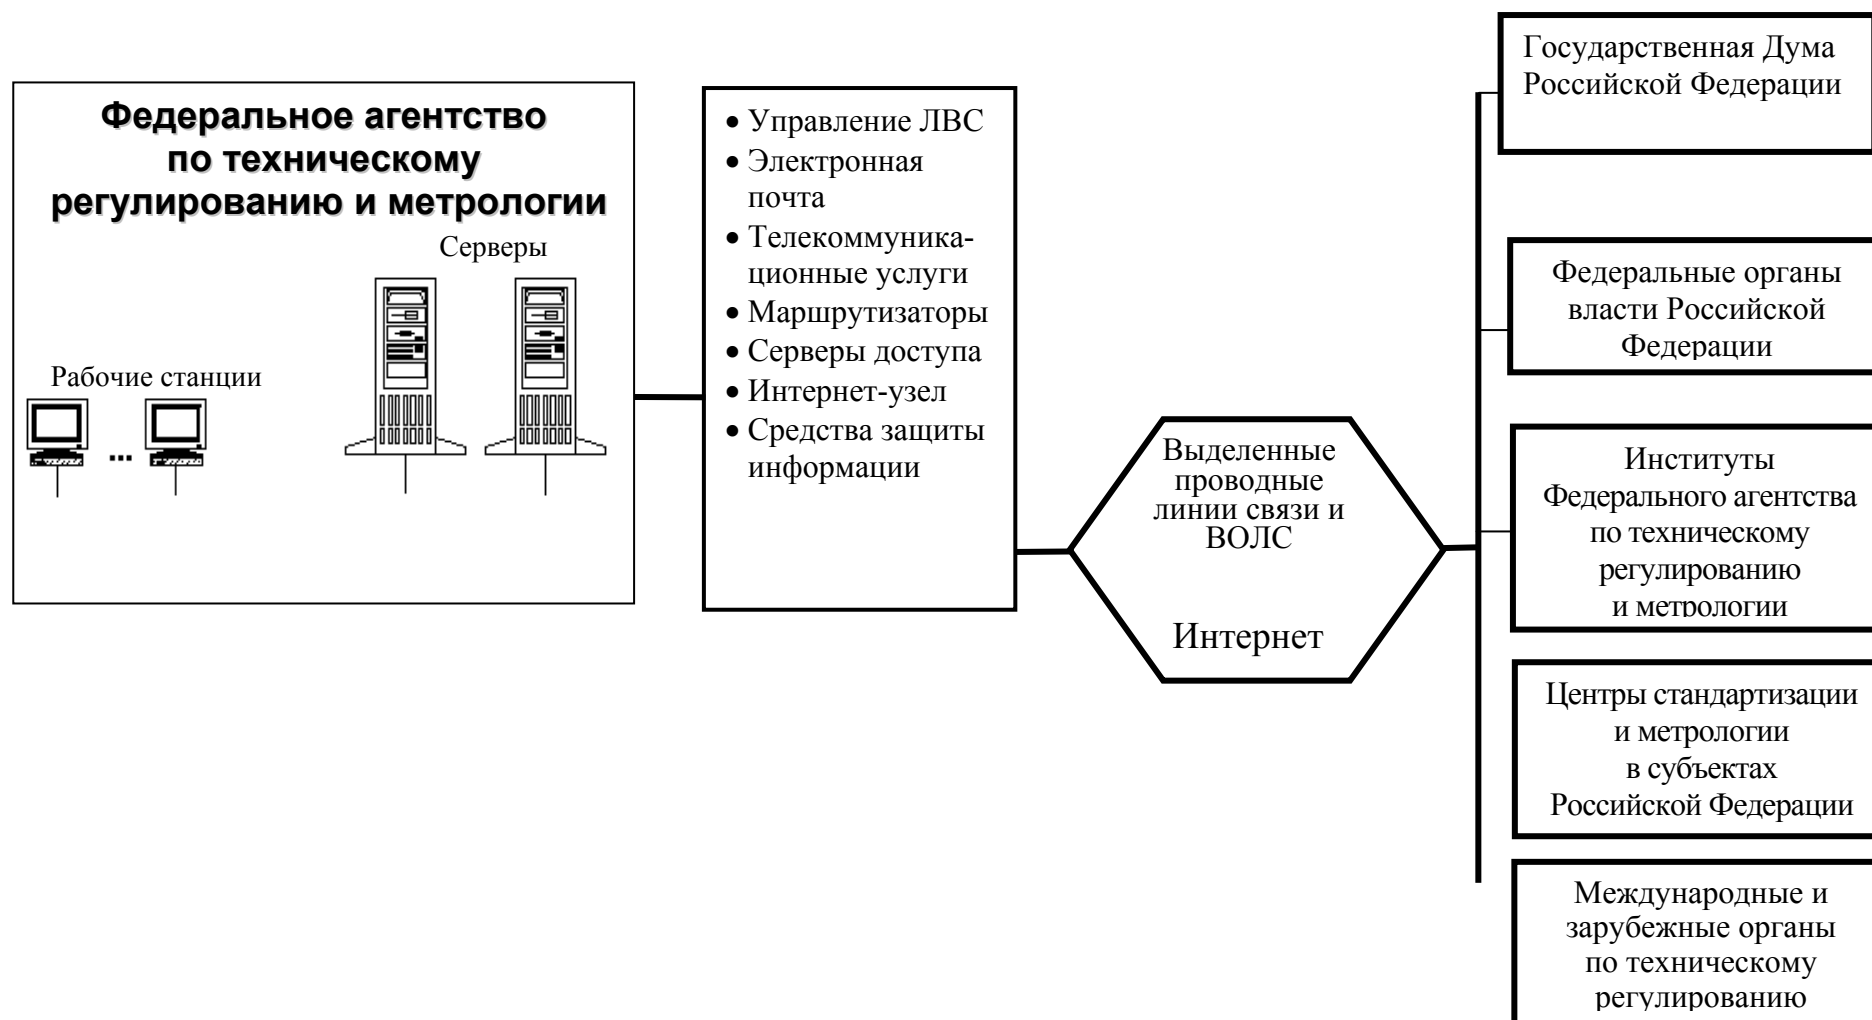 Федеральное агентство
по техническому
регулированию и метрологии
Серверы
Рабочие станции
...
• Управление ЛВС
• Электронная
почта
• Телекоммуника-
ционные услуги
• Маршрутизаторы
• Серверы доступа
• Интернет-узел
• Средства защиты
информации
Выделенные
проводные
линии связи и
ВОЛС
Интернет
Государственная Дума
Российской Федерации
Федеральные органы
власти Российской
Федерации
Институты
Федерального агентства
по техническому
регулированию
и метрологии
Центры стандартизации
и метрологии
в субъектах
Российской Федерации
Международные и
зарубежные органы
по техническому
регулированию